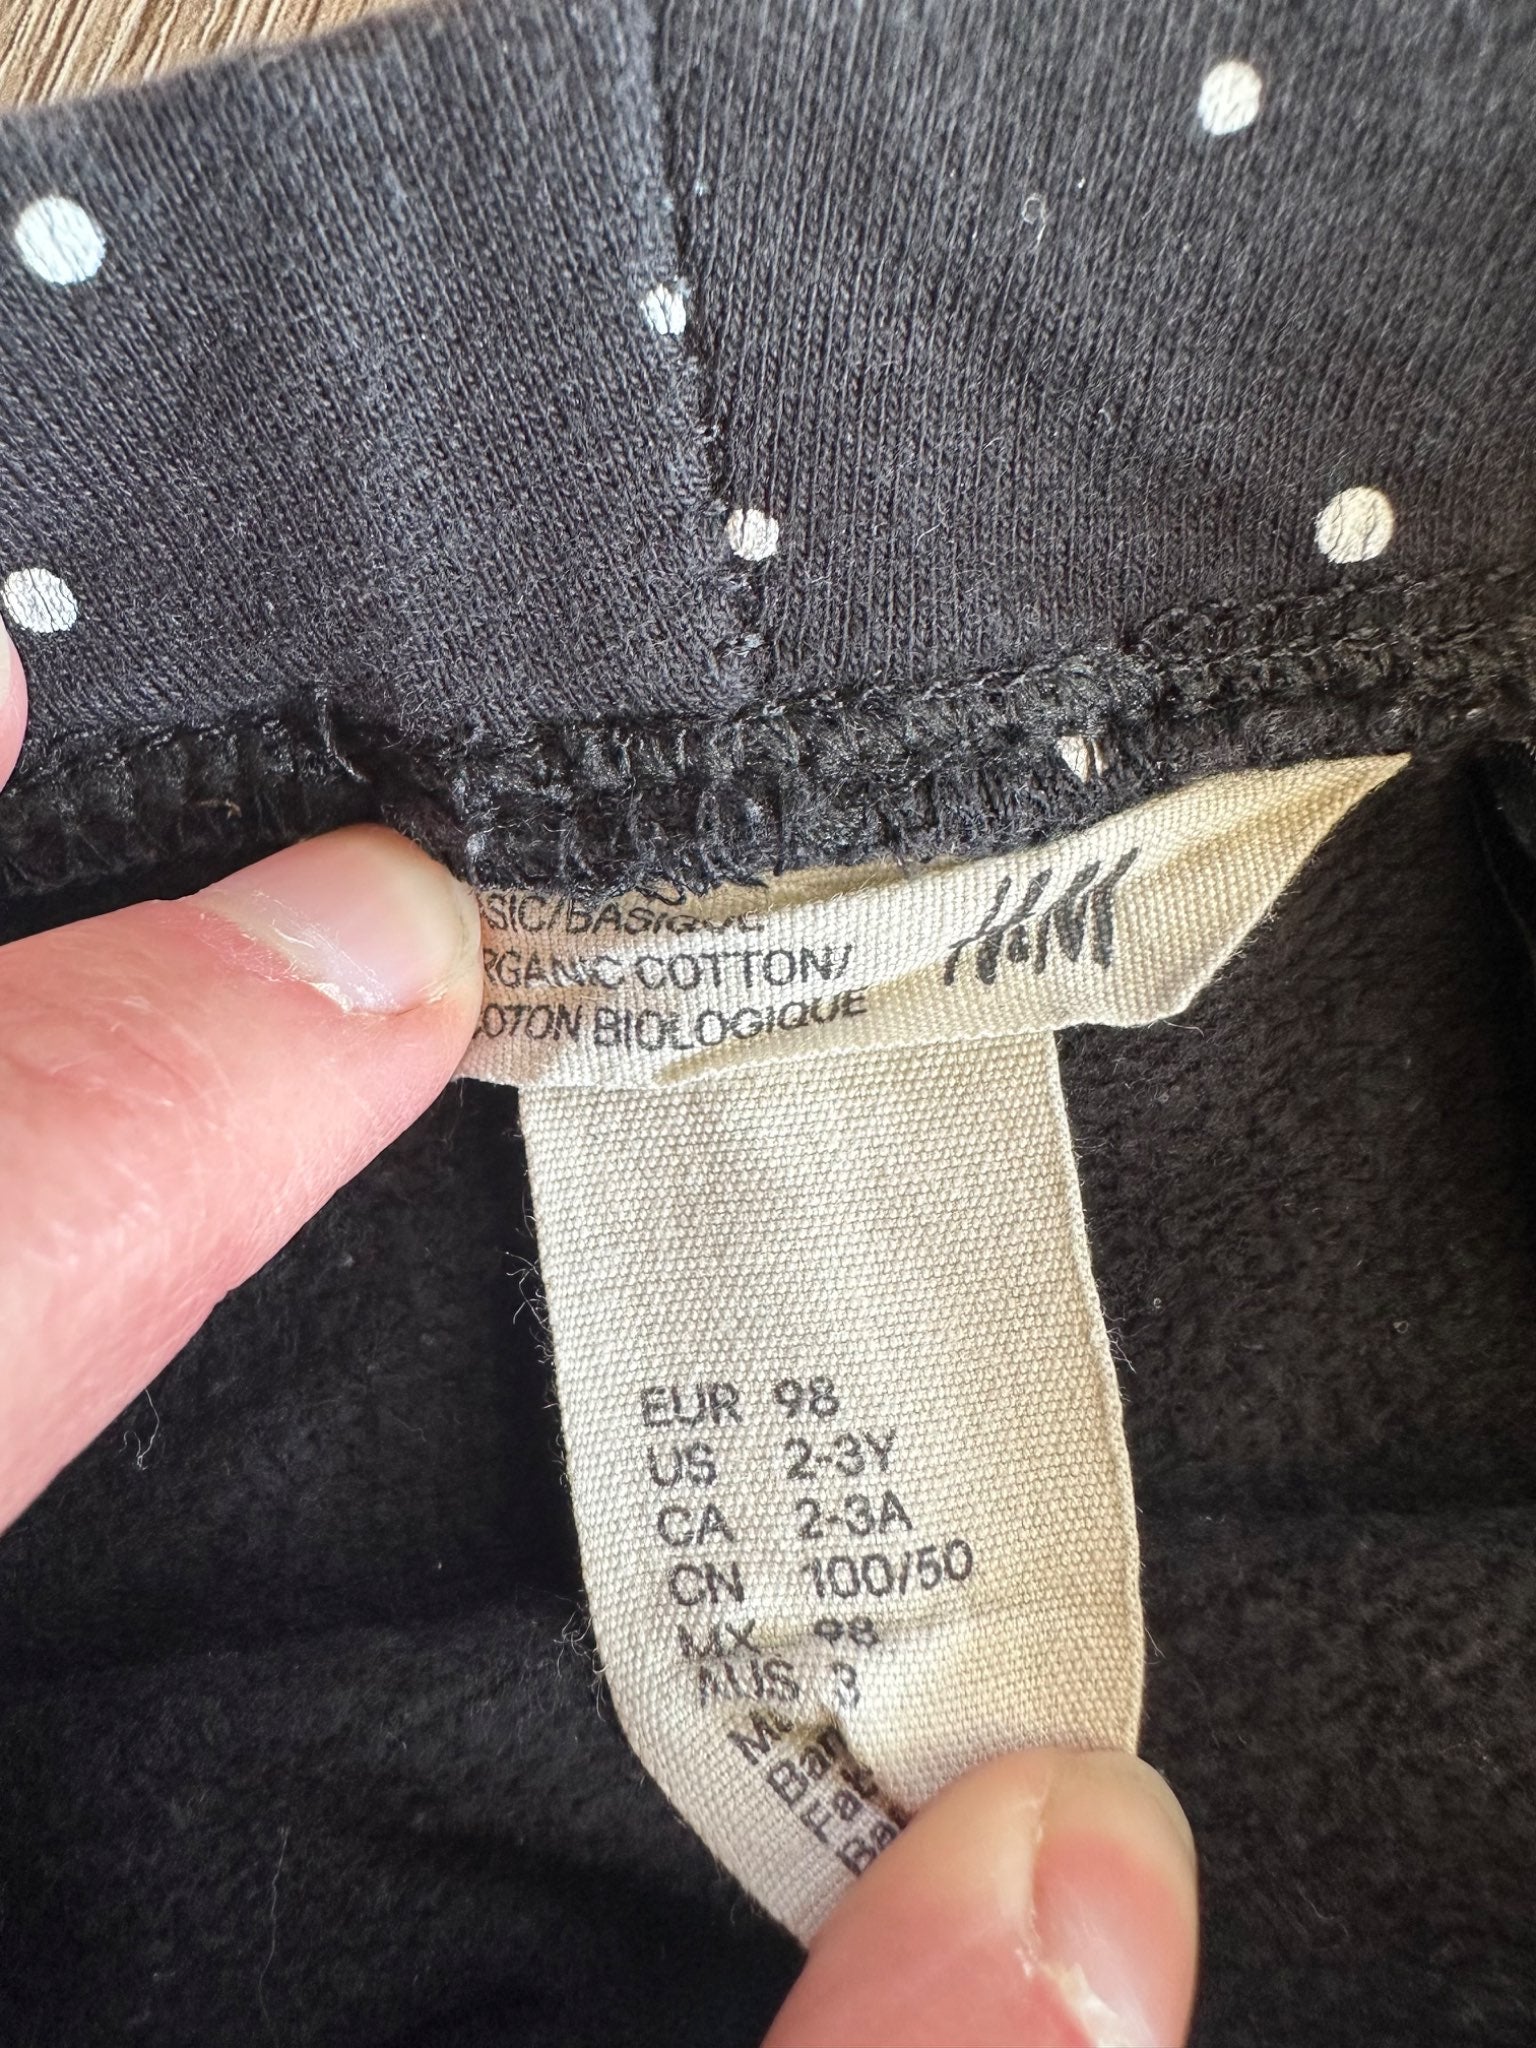 SIC/BASIQUE
RGANIC COTTON/
COTON BIOLOGIQUE
H&M
EUR 98
US 2-3Y
CA 2-3A
CN 100/50
MX 98
AUS 3